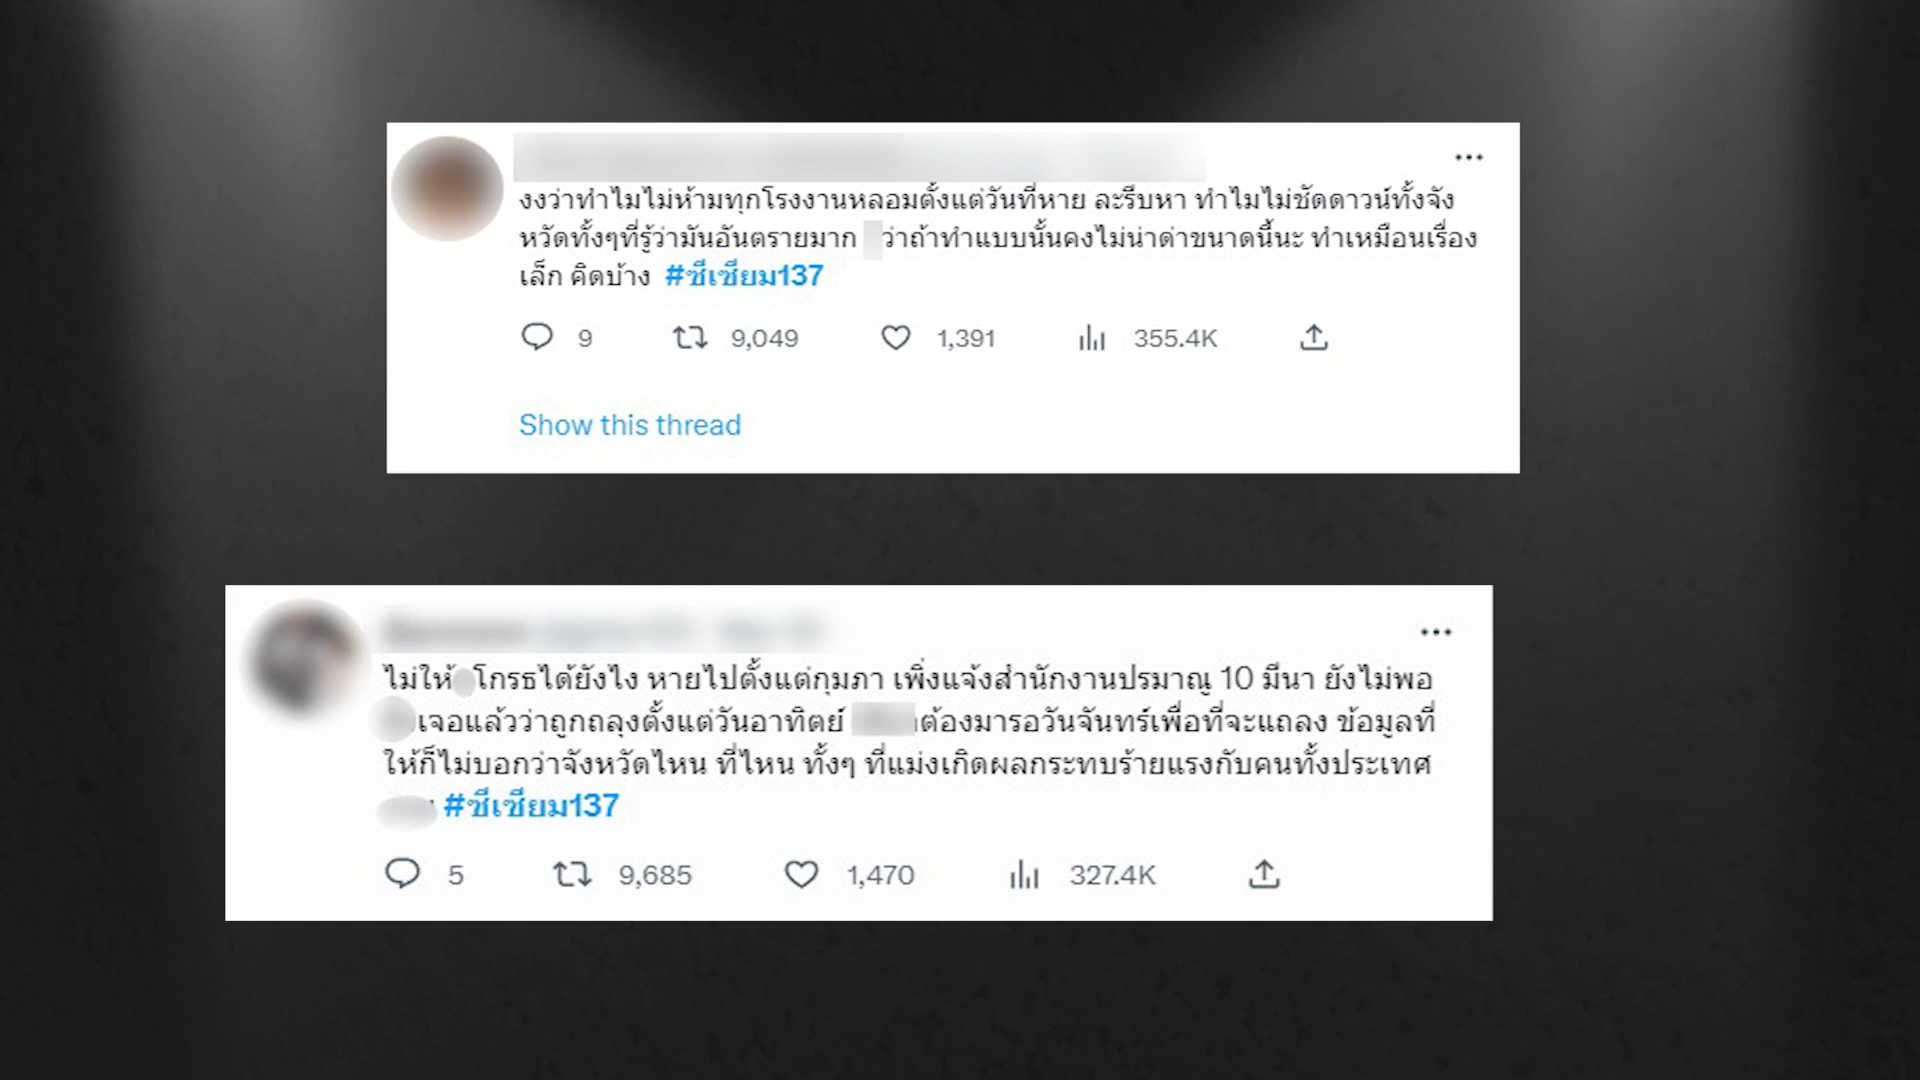 งงว่าทำไมไม่ห้ามทุกโรงงานหลอมตั้งแต่วันที่หาย ละรีบหา ทำไมไม่ชัดดาวน์ทั้งจัง
หวัดทั้งๆที่รู้ว่ามันอันตรายมาก ว่าถ้าทำแบบนั้นคงไม่น่าด่าขนาดนี้นะ ทำเหมือนเรื่อง
เล็ก คิดบ้าง #ซีเซียม137
9 9,049 1,391 355.4K
Show this thread
ไม่ให้ โกรธได้ยังไง หายไปตั้งแต่กุมภา เพิ่งแจ้งสำนักงานปรมาณู 10 มีนา ยังไม่พอ
เจอแล้วว่าถูกถลุงตั้งแต่วันอาทิตย์ ต้องมารอวันจันทร์เพื่อที่จะแถลง ข้อมูลที่
ให้ก็ไม่บอกว่าจังหวัดไหน ที่ไหน ทั้งๆ ที่แม่งเกิดผลกระทบร้ายแรงกับคนทั้งประเทศ
#ซีเซียม137
5 9,685 1,470 327.4K